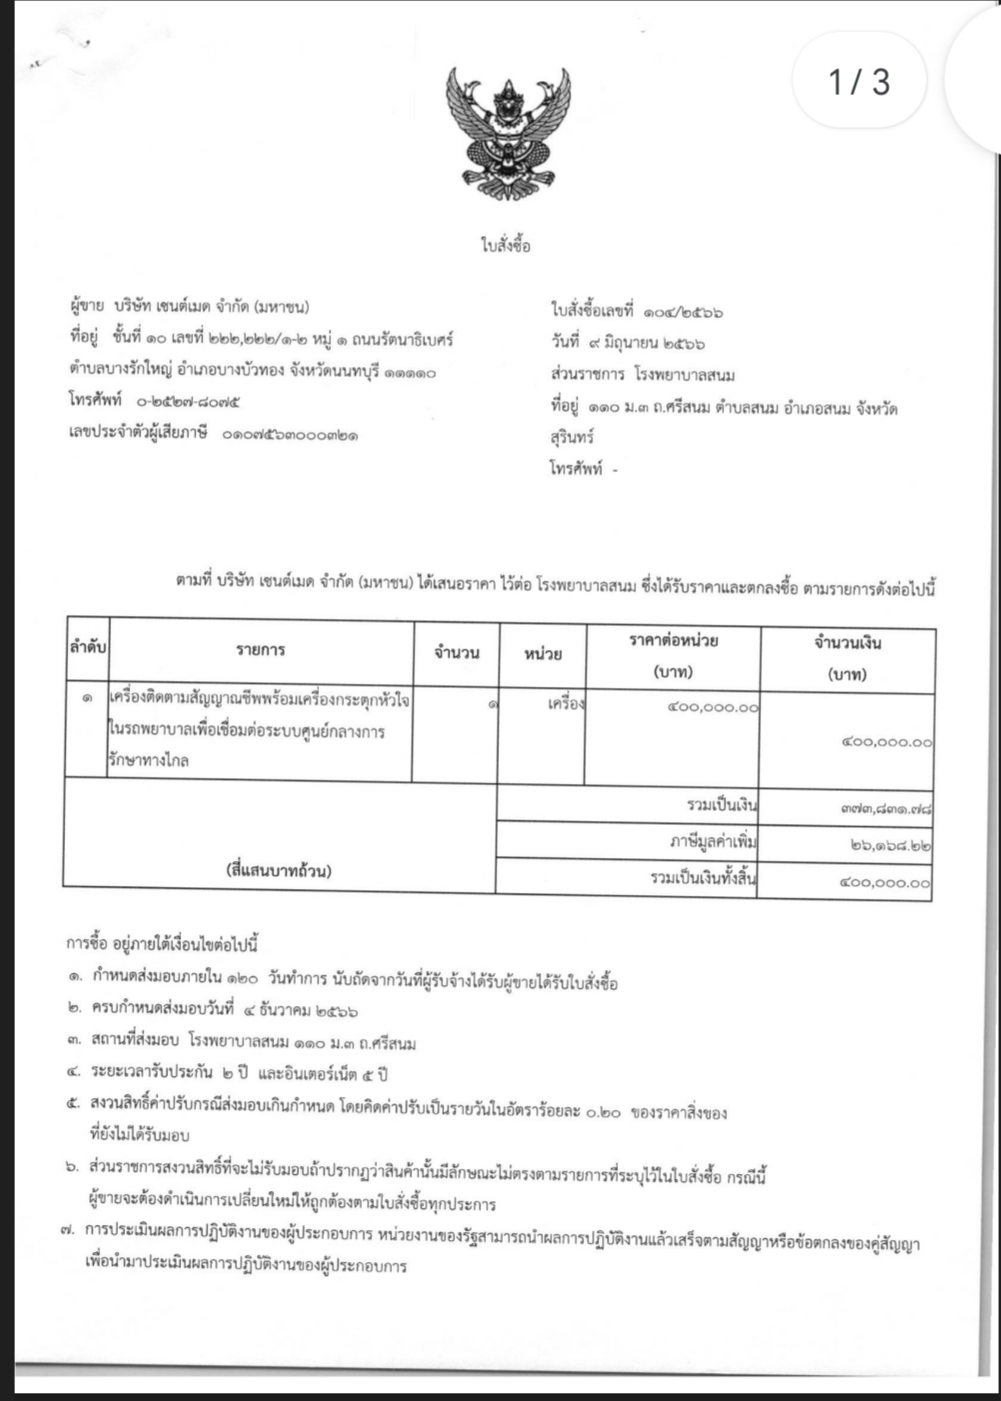 1 / 3
ใบสั่งซื้อ
ผู้ขาย บริษัท เซนต์เมด จำกัด (มหาชน)
ที่อยู่ ชั้นที่ ๑๐ เลขที่ ๒๒๒,๒๒๒/๑-๒ หมู่ ๑ ถนนรัตนาธิเบศร์
ตำบลบางรักใหญ่ อำเภอบางบัวทอง จังหวัดนนทบุรี ๑๑๑๑๐
โทรศัพท์ ๐-๒๕๒๗-๘๐๗๕
เลขประจำตัวผู้เสียภาษี ๐๑๐๗๕๖๓๐๐๐๓๒๑
ใบสั่งซื้อเลขที่ ๑๐๔/๒๕๖๖
วันที่ ๙ มิถุนายน ๒๕๖๖
ส่วนราชการ โรงพยาบาลสนม
ที่อยู่ ๑๑๐ ม.๓ ถ.ศรีสนม ตำบลสนม อำเภอสนม จังหวัด
สุรินทร์
โทรศัพท์ -
ตามที่ บริษัท เซนต์เมด จำกัด (มหาชน) ได้เสนอราคา ไว้ต่อ โรงพยาบาลสนม ซึ่งได้รับราคาและตกลงซื้อ ตามรายการดังต่อไปนี้
ลำดับ รายการ จำนวน หน่วย ราคาต่อหน่วย (บาท) จำนวนเงิน (บาท)
๑ เครื่องติดตามสัญญาณชีพพร้อมเครื่องกระตุกหัวใจ ๑ เครื่อง ๔๐๐,๐๐๐.๐๐
ในรถพยาบาลเพื่อเชื่อมต่อระบบศูนย์กลางการ ๔๐๐,๐๐๐.๐๐
รักษาทางไกล
รวมเป็นเงิน ๓๗๓,๘๓๑.๗๘
ภาษีมูลค่าเพิ่ม ๒๖,๑๖๘.๒๒
(สี่แสนบาทถ้วน) รวมเป็นเงินทั้งสิ้น ๔๐๐,๐๐๐.๐๐
การซื้อ อยู่ภายใต้เงื่อนไขต่อไปนี้
๑. กำหนดส่งมอบภายใน ๑๒๐ วันทำการ นับถัดจากวันที่ผู้รับจ้างได้รับผู้ขายได้รับใบสั่งซื้อ
๒. ครบกำหนดส่งมอบวันที่ ๔ ธันวาคม ๒๕๖๖
๓. สถานที่ส่งมอบ โรงพยาบาลสนม ๑๑๐ ม.๓ ถ.ศรีสนม
๔. ระยะเวลารับประกัน ๒ ปี และอินเตอร์เน็ต ๕ ปี
๕. สงวนสิทธิ์ค่าปรับกรณีส่งมอบเกินกำหนด โดยคิดค่าปรับเป็นรายวันในอัตราร้อยละ ๐.๒๐ ของราคาสิ่งของ
ที่ยังไม่ได้รับมอบ
๖. ส่วนราชการสงวนสิทธิ์ที่จะไม่รับมอบถ้าปรากฏว่าสินค้านั้นมีลักษณะไม่ตรงตามรายการที่ระบุไว้ในใบสั่งซื้อ กรณีนี้
ผู้ขายจะต้องดำเนินการเปลี่ยนใหม่ให้ถูกต้องตามใบสั่งซื้อทุกประการ
๗. การประเมินผลการปฏิบัติงานของผู้ประกอบการ หน่วยงานของรัฐสามารถนำผลการปฏิบัติงานแล้วเสร็จตามสัญญาหรือข้อตกลงของคู่สัญญา
เพื่อนำมาประเมินผลการปฏิบัติงานของผู้ประกอบการ